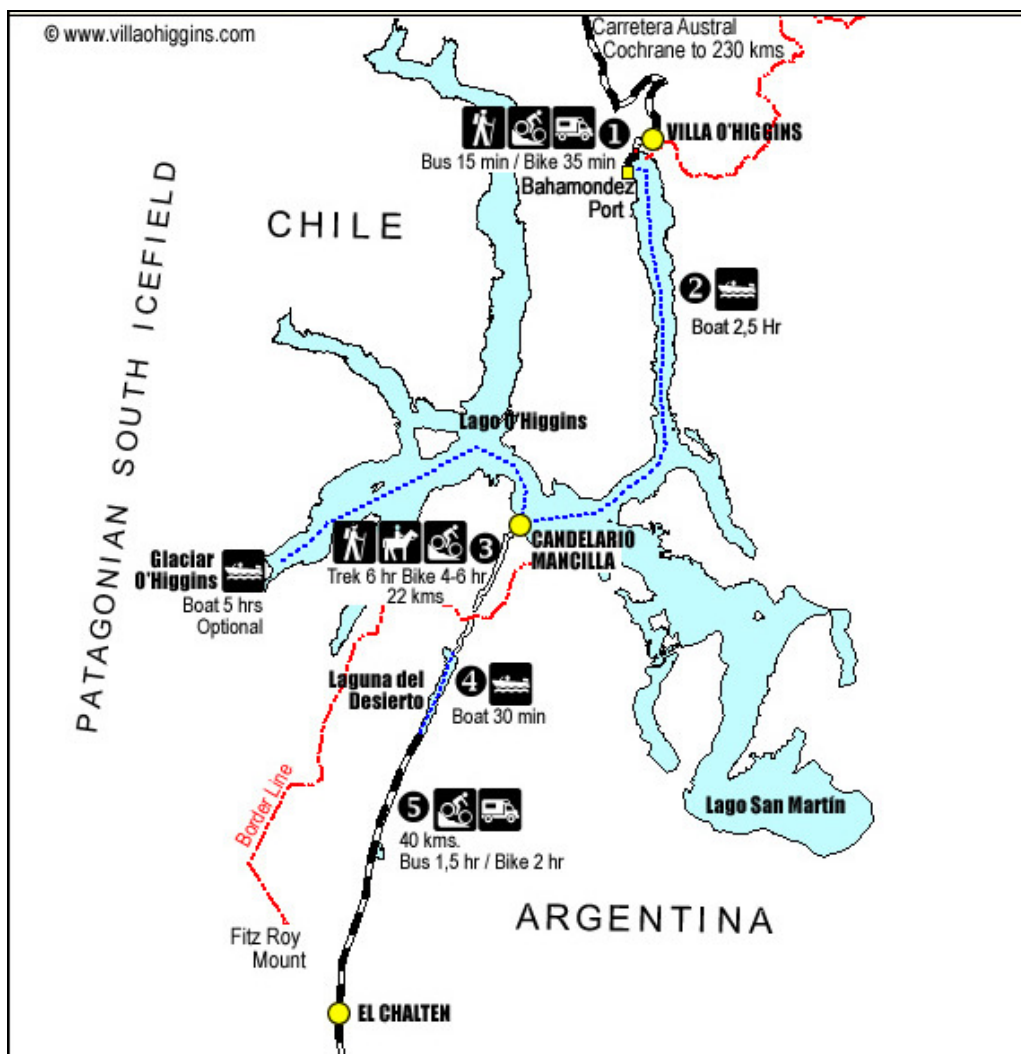 © www.villaohiggins.com
Carretera Austral
Cochrane to 230 kms
1
VILLA O'HIGGINS
Bus 15 min / Bike 35 min
Bahamondez
Port
CHILE
PATAGONIAN SOUTH ICEFIELD
2
Boat 2,5 Hr
Lago O'Higgins
3
CANDELARIO
MANCILLA
Glaciar
O'Higgins
Trek 6 hr Bike 4-6 hr
22 kms
Boat 5 hrs
Optional
Laguna del
Desierto
4
Boat 30 min
Border Line
5
40 kms.
Bus 1,5 hr / Bike 2 hr
Lago San Martín
ARGENTINA
Fitz Roy
Mount
EL CHALTEN